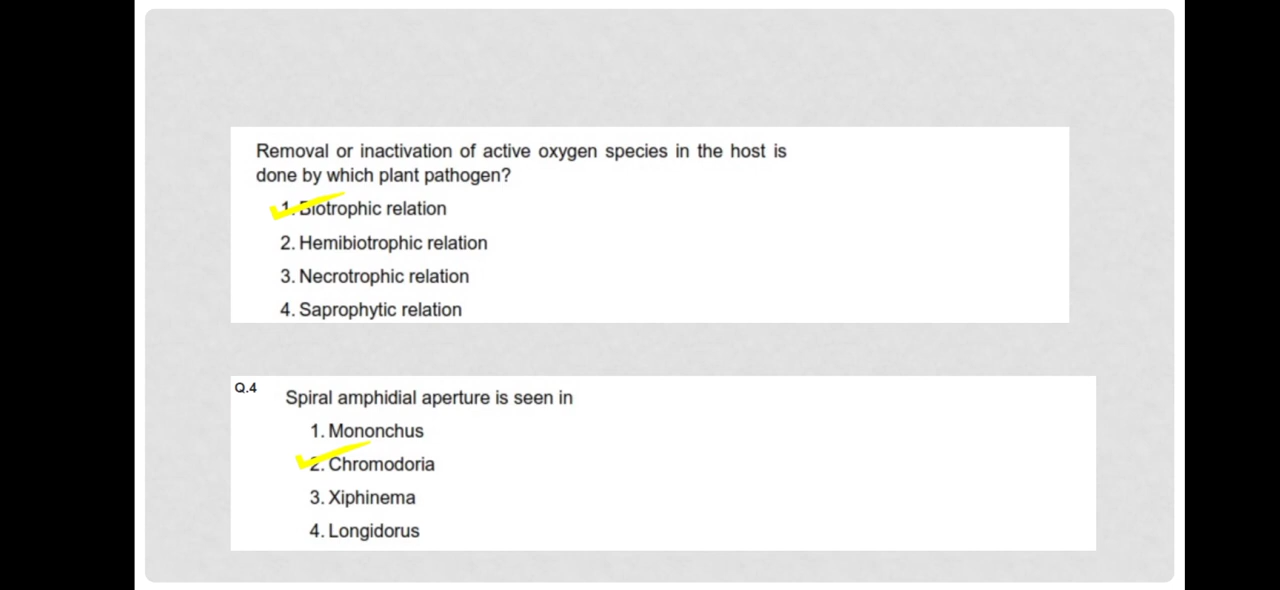 Removal or inactivation of active oxygen species in the host is
done by which plant pathogen?
1. Biotrophic relation
2. Hemibiotrophic relation
3. Necrotrophic relation
4. Saprophytic relation
Q.4
Spiral amphidial aperture is seen in
1. Mononchus
2. Chromodoria
3. Xiphinema
4. Longidorus